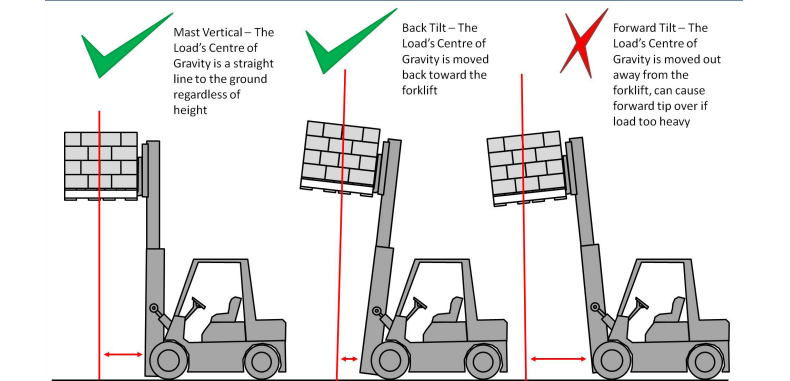 Mast Vertical – The
Load's Centre of
Gravity is a straight
line to the ground
regardless of
height
Back Tilt – The
Load's Centre of
Gravity is moved
back toward the
forklift
Forward Tilt – The
Load's Centre of
Gravity is moved out
away from the
forklift, can cause
forward tip over if
load too heavy